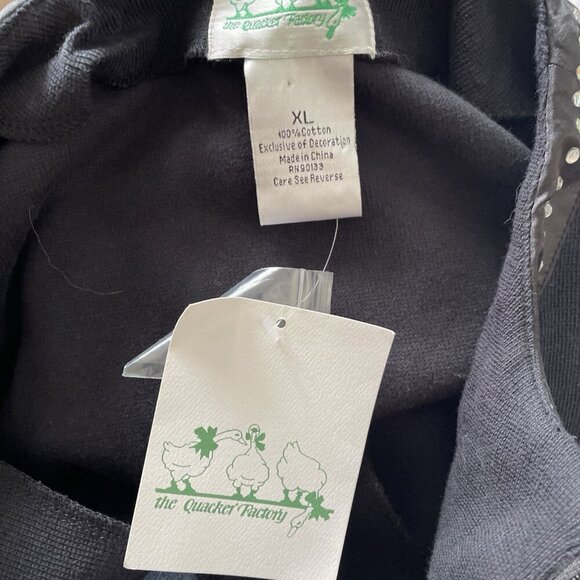 the Quacker Factory
XL
100%Cotton
Exclusive of Decoration
Made in China
RN90133
Care See Reverse
the Quacker Factory